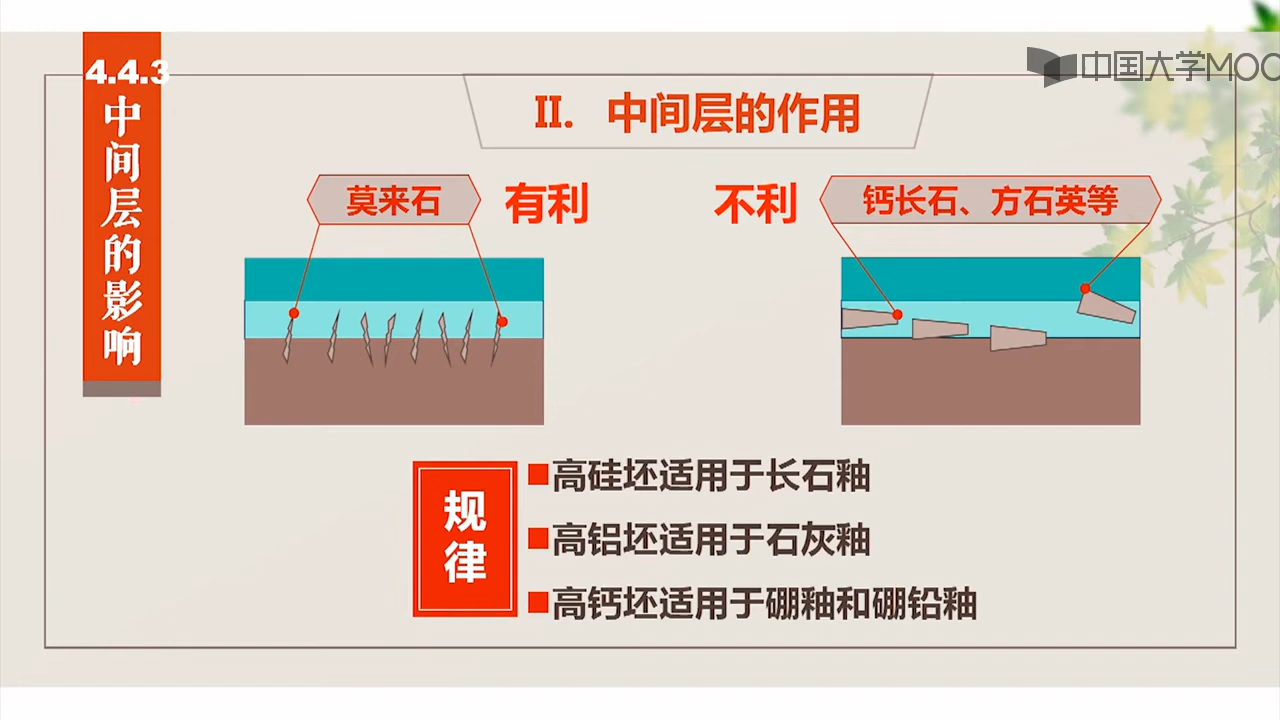 中国大学MOOC
4.4.3
中间层的影响
II. 中间层的作用
莫来石
有利
不利
钙长石、方石英等
规律
高硅坯适用于长石釉
高铝坯适用于石灰釉
高钙坯适用于硼釉和硼铅釉